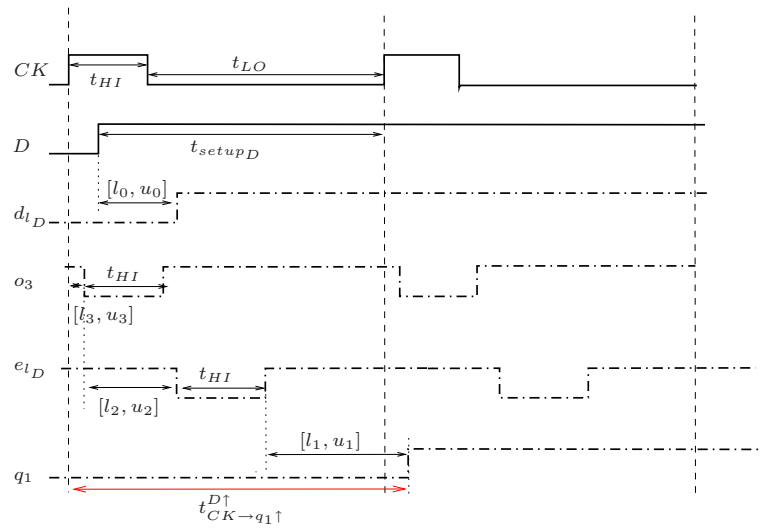 CK
t_{HI}
t_{LO}
D
t_{setup_D}
[l_0, u_0]
d_{l_D}
o_3
t_{HI}
[l_3, u_3]
e_{l_D}
t_{HI}
[l_2, u_2]
[l_1, u_1]
q_1
t^{D↑}_{CK→q_1↑}